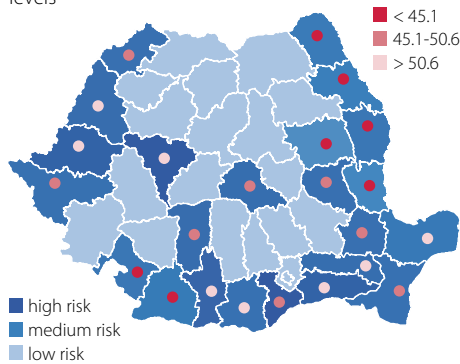 levels
< 45.1
45.1-50.6
> 50.6
high risk
medium risk
low risk